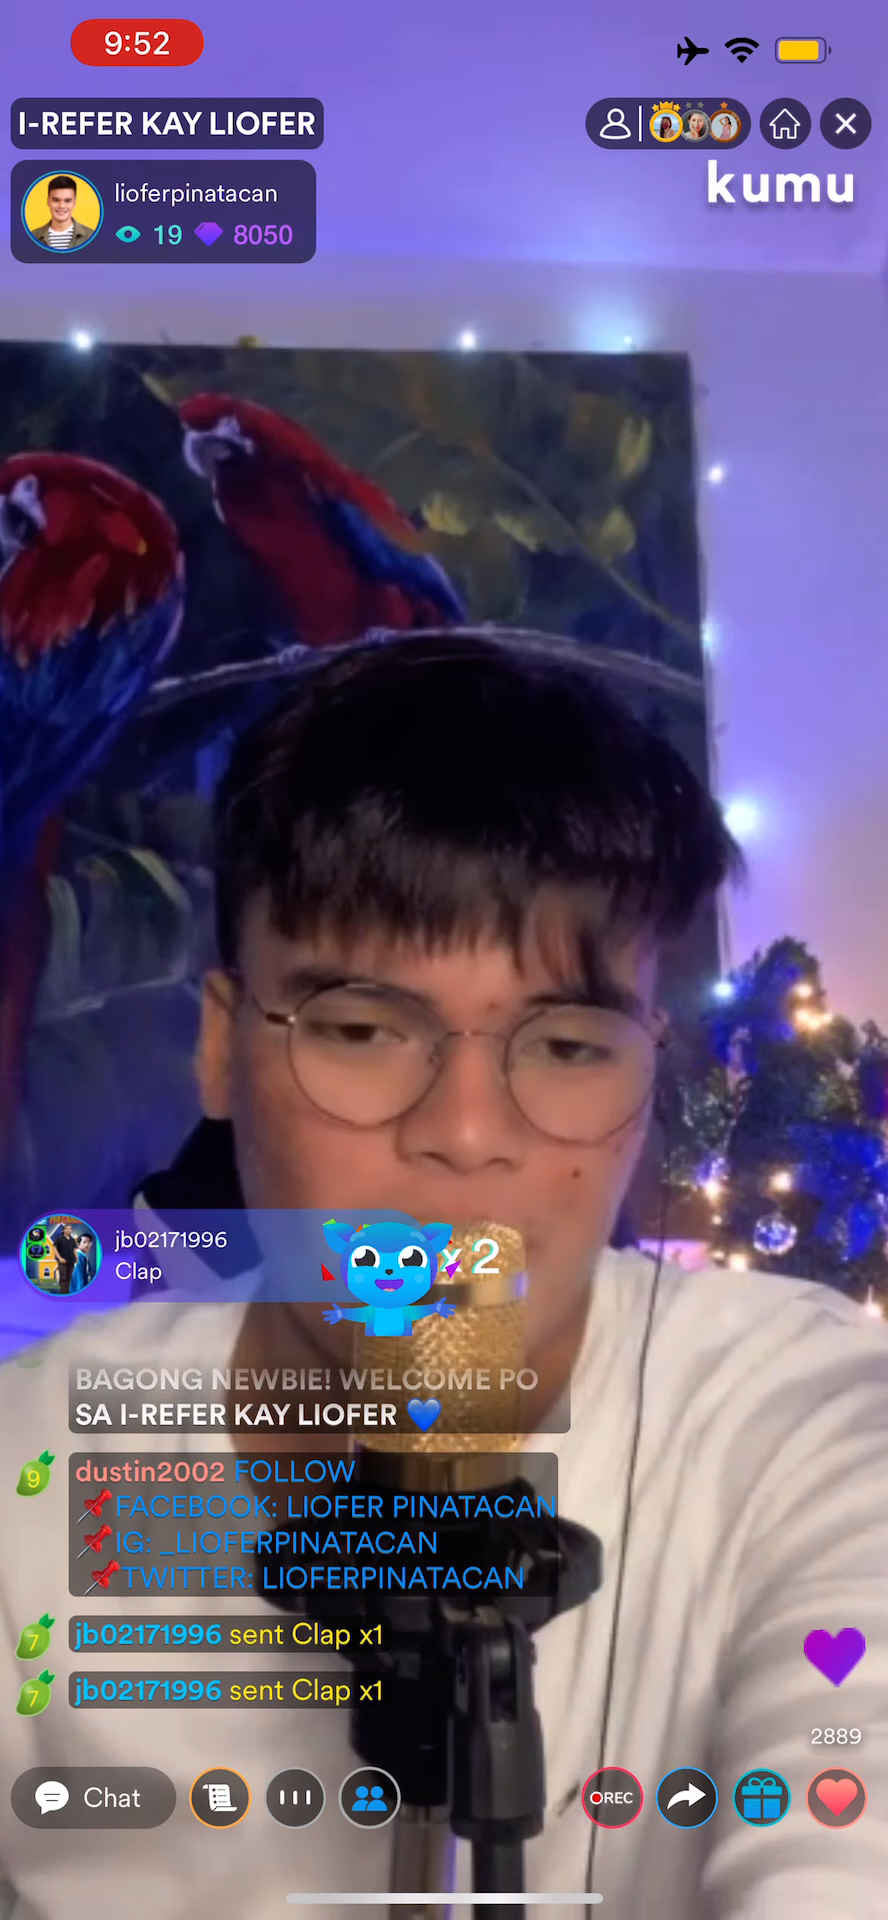 9:52
I-REFER KAY LIOFER
kumu
lioferpinatacan
19 8050
jb02171996
Clap
x2
BAGONG NEWBIE! WELCOME PO
SA I-REFER KAY LIOFER 💙
9
dustin2002 FOLLOW
📌FACEBOOK: LIOFER PINATACAN
📌IG: _LIOFERPINATACAN
📌TWITTER: LIOFERPINATACAN
7
jb02171996 sent Clap x1
7
jb02171996 sent Clap x1
2889
Chat
REC